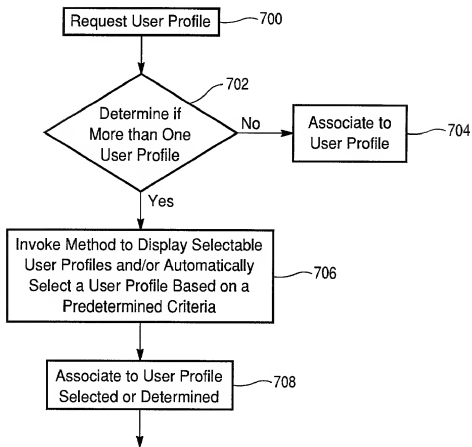 Request User Profile
700
702
Determine if
More than One
User Profile
No
Associate to
User Profile
704
Yes
Invoke Method to Display Selectable
User Profiles and/or Automatically
Select a User Profile Based on a
Predetermined Criteria
706
Associate to User Profile
Selected or Determined
708